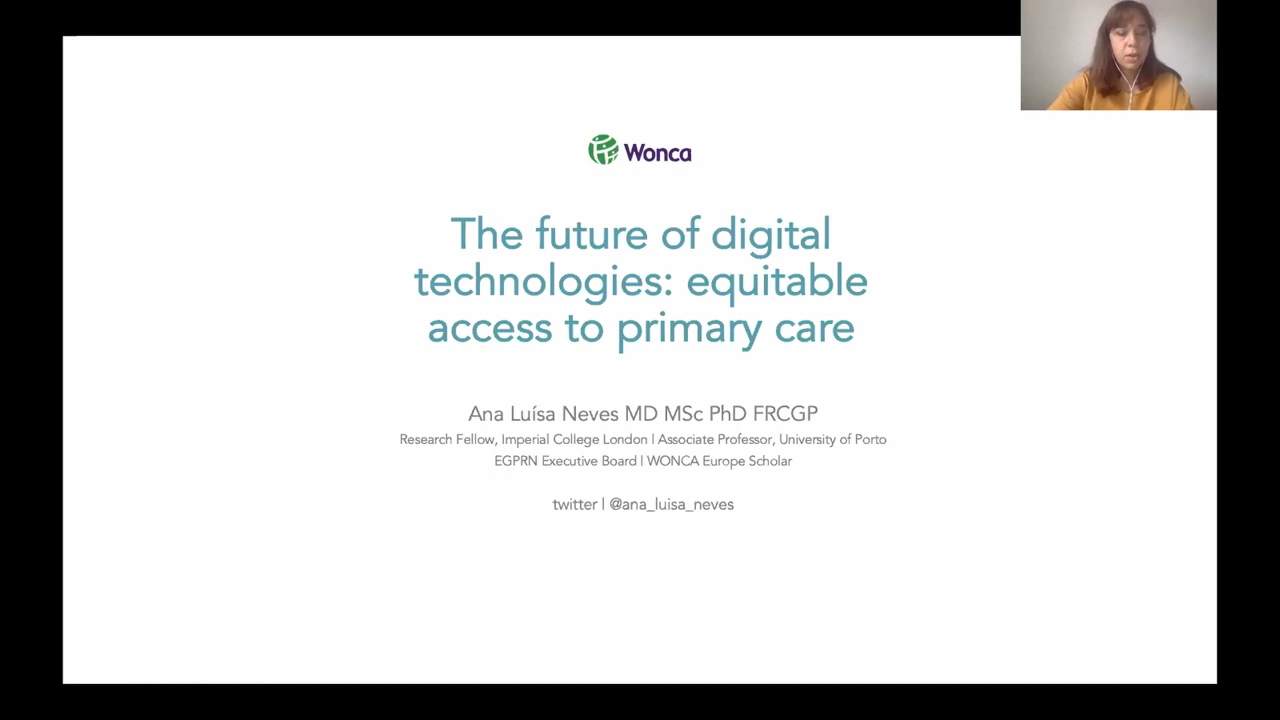 Wonca
The future of digital
technologies: equitable
access to primary care
Ana Luísa Neves MD MSc PhD FRCGP
Research Fellow, Imperial College London | Associate Professor, University of Porto
EGPRN Executive Board | WONCA Europe Scholar
twitter | @ana_luisa_neves